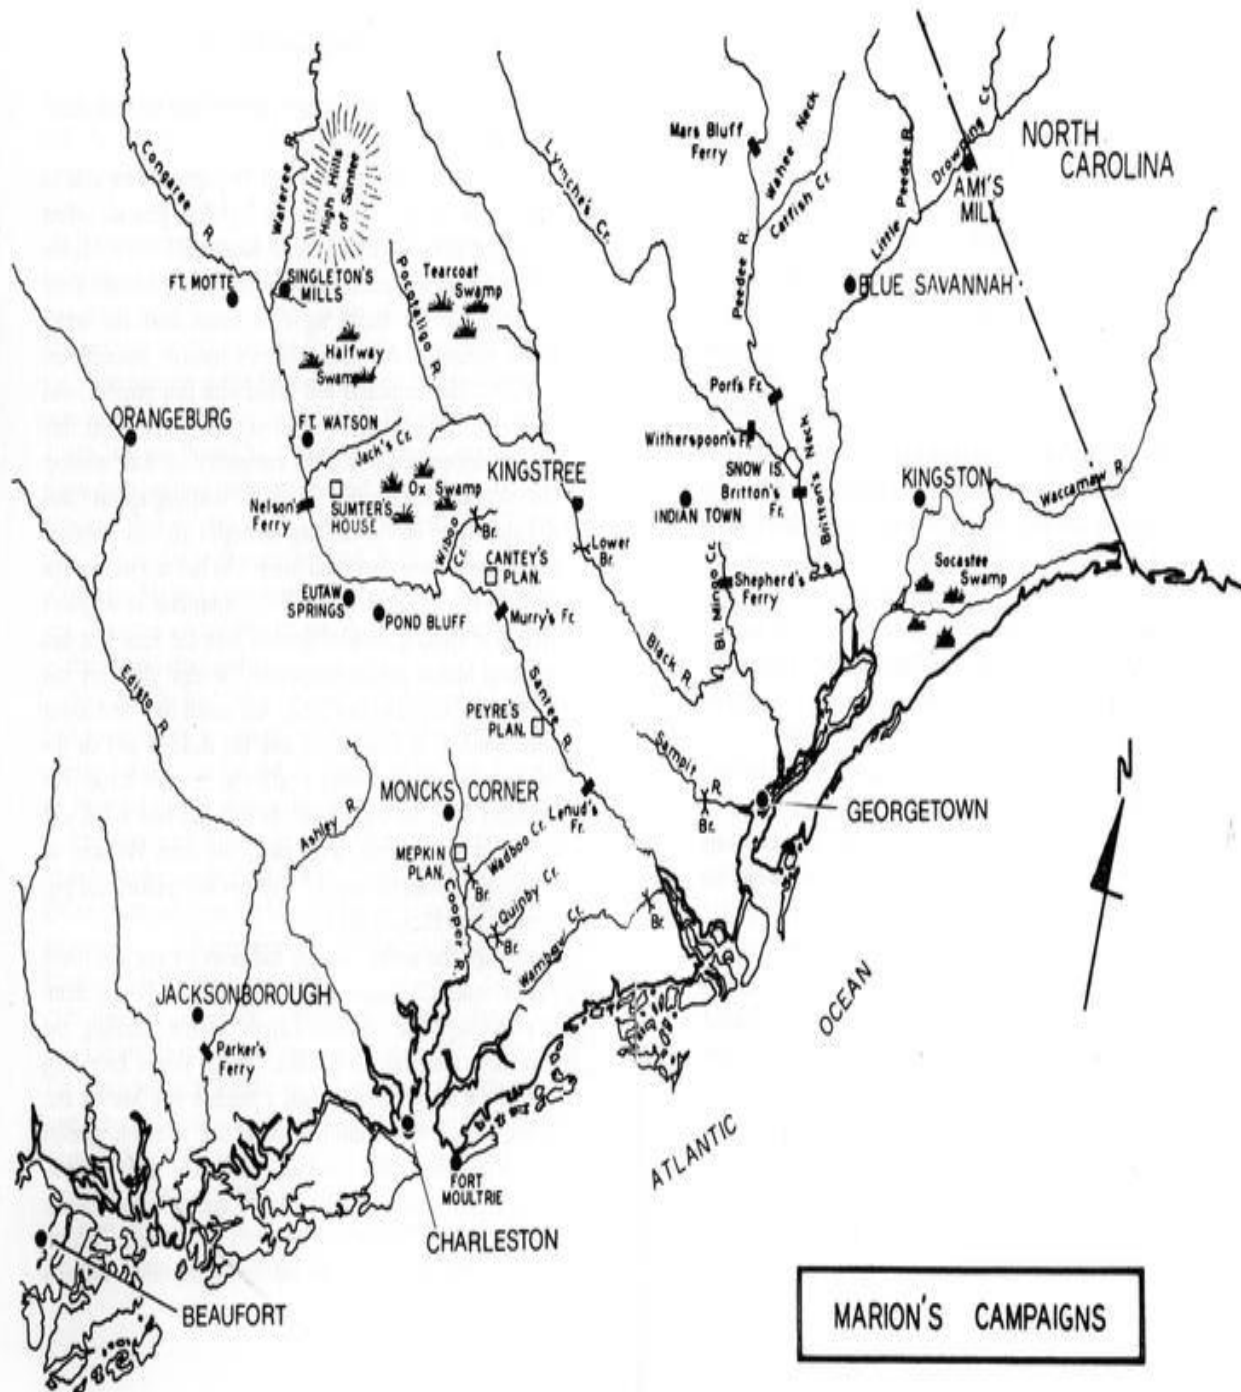 NORTH
CAROLINA
Congaree R.
Wateree R.
High Hills
of Santee
Lynche's Cr.
Mars Bluff
Ferry
Wahee Neck
Catfish Cr.
Little Peedee R.
Drowning Cr.
AMI'S
MILL
FT. MOTTE
SINGLETON'S
MILLS
Pocotaligo R.
Tearcoat
Swamp
Peedee R.
BLUE SAVANNAH
Halfway
Swamp
Port's Fr.
ORANGEBURG
FT. WATSON
Jack's Cr.
Witherspoon's Fr.
KINGSTREE
SNOW IS.
Britton's
Fr.
Britton's Neck
KINGSTON
Waccamaw R.
Nelson's
Ferry
SUMTER'S
HOUSE
Ox Swamp
INDIAN TOWN
Wiboo
Cr.
Br.
CANTEY'S
PLAN.
Lower
Br.
Bl. Mingo Cr.
Shepherd's
Ferry
Socastee
Swamp
EUTAW
SPRINGS
POND BLUFF
Murry's Fr.
Black R.
Edisto R.
PEYRE'S
PLAN.
Santee R.
Sampit R.
Br.
N
MONCKS CORNER
Lenud's
Fr.
GEORGETOWN
Ashley R.
MEPKIN
PLAN.
Wadboo Cr.
Br.
Quinby Cr.
Br.
Cooper R.
Wambaw Cr.
Br.
JACKSONBOROUGH
Parker's
Ferry
ATLANTIC
OCEAN
FORT
MOULTRIE
CHARLESTON
BEAUFORT
MARION'S CAMPAIGNS